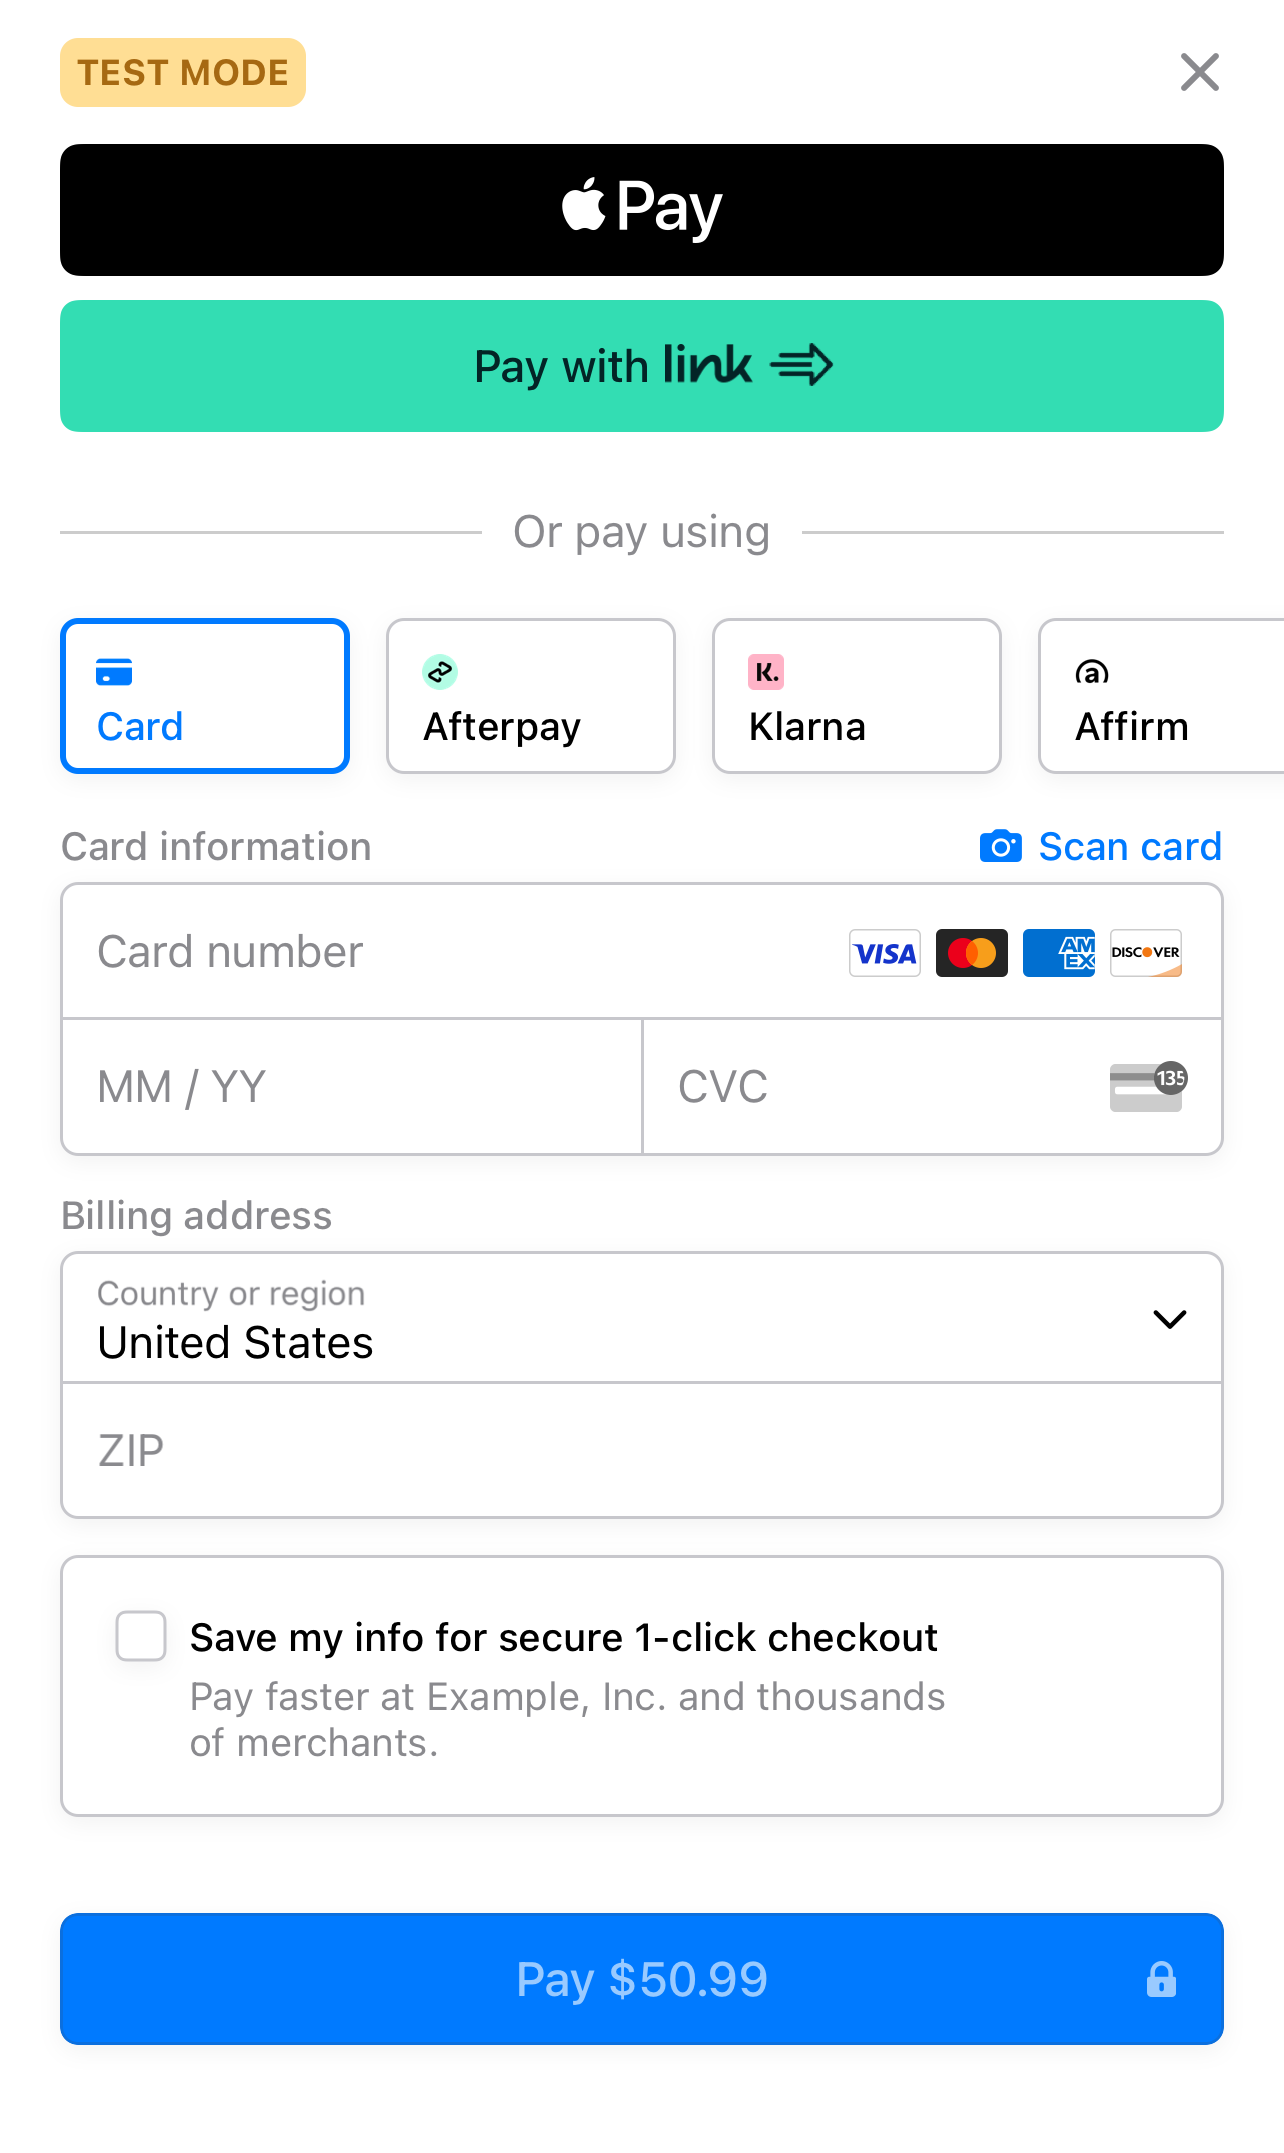 TEST MODE
Pay
Pay with link
Or pay using
Card
Afterpay
K.
Klarna
a
Affirm
Card information
Scan card
Card number
VISA
AM
EX
DISCOVER
MM / YY
CVC
135
Billing address
Country or region
United States
ZIP
Save my info for secure 1-click checkout
Pay faster at Example, Inc. and thousands
of merchants.
Pay $50.99